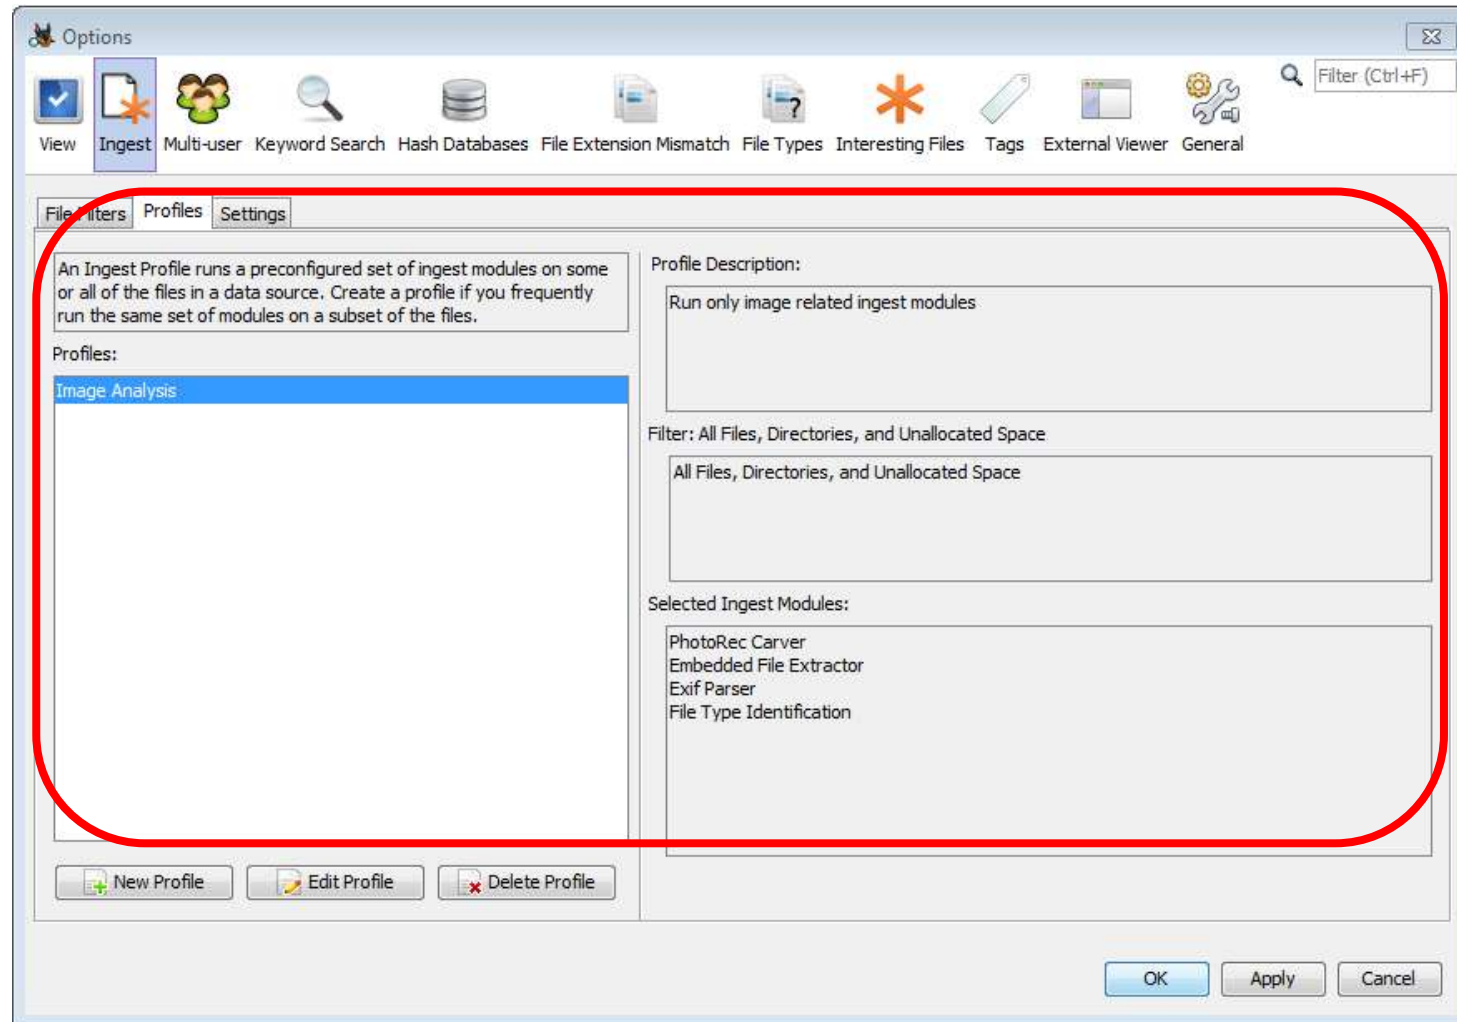 Options
Filter (Ctrl+F)
View Ingest Multi-user Keyword Search Hash Databases File Extension Mismatch File Types Interesting Files Tags External Viewer General
File Filters Profiles Settings
An Ingest Profile runs a preconfigured set of ingest modules on some
or all of the files in a data source. Create a profile if you frequently
run the same set of modules on a subset of the files.
Profiles:
Image Analysis
New Profile Edit Profile Delete Profile
Profile Description:
Run only image related ingest modules
Filter: All Files, Directories, and Unallocated Space
All Files, Directories, and Unallocated Space
Selected Ingest Modules:
PhotoRec Carver
Embedded File Extractor
Exif Parser
File Type Identification
OK Apply Cancel